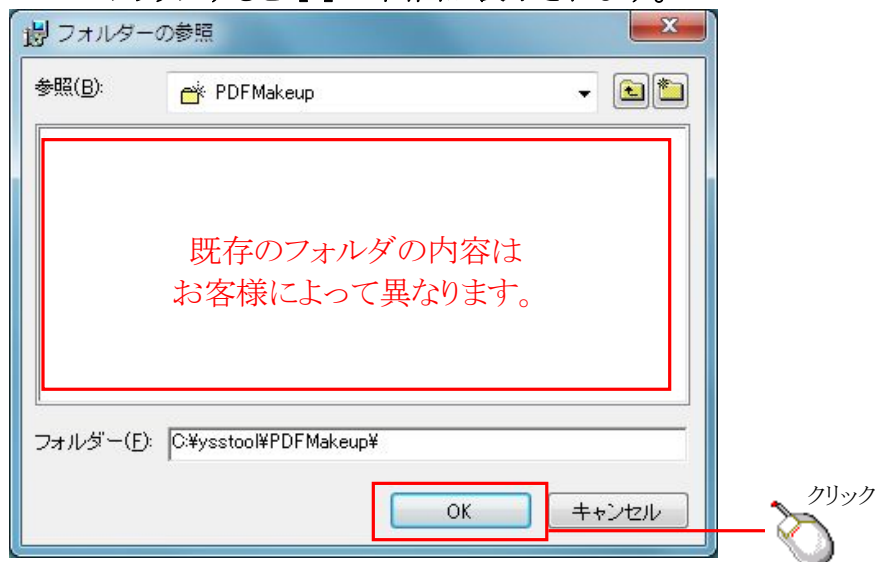 フォルダーの参照
参照(B):
PDFMakeup
既存のフォルダの内容は
お客様によって異なります。
フォルダー(F):
C:¥ysstool¥PDFMakeup¥
OK
キャンセル
クリック